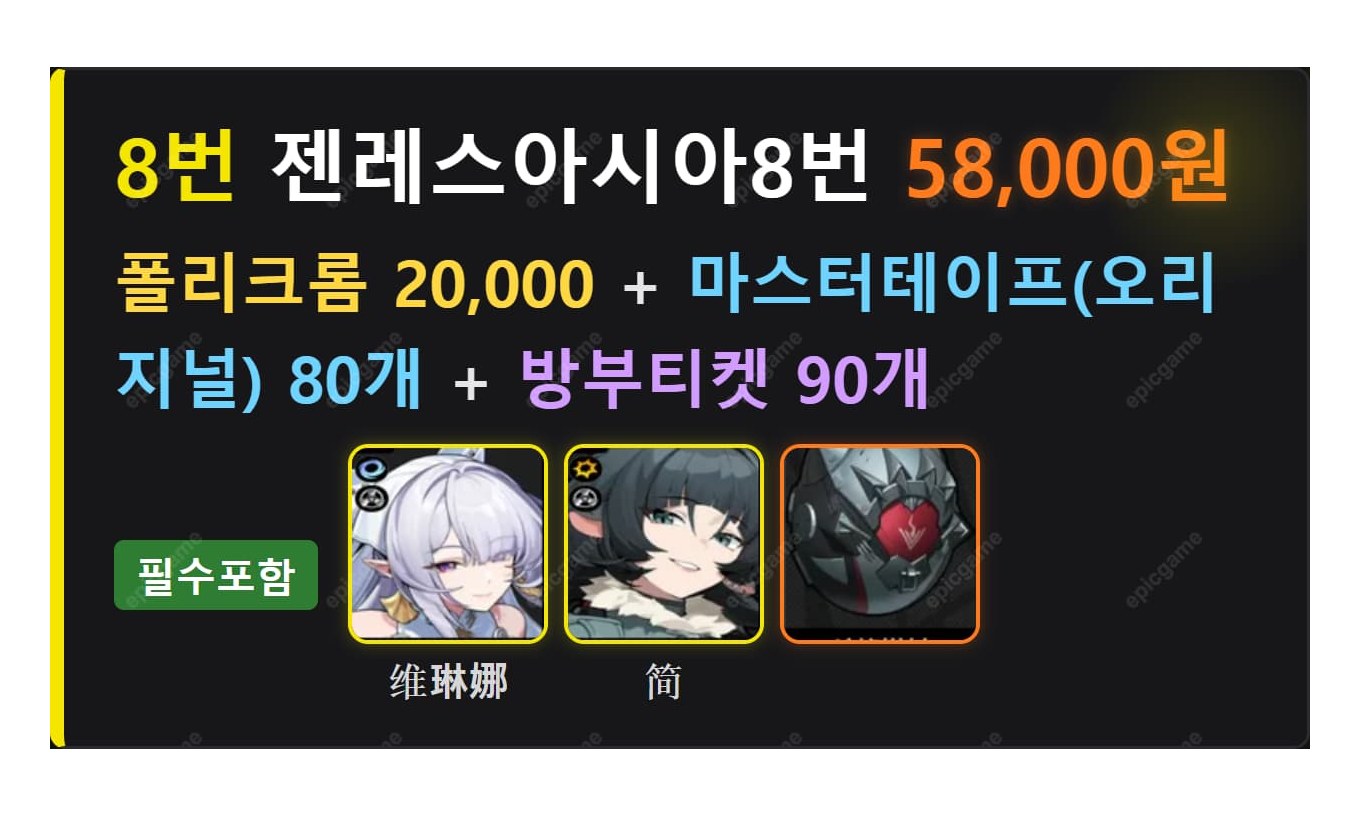 8번 젠레스아시아8번 58,000원
폴리크롬 20,000 + 마스터테이프(오리
지널) 80개 + 방부티켓 90개
필수포함
维琳娜 简
epicgame